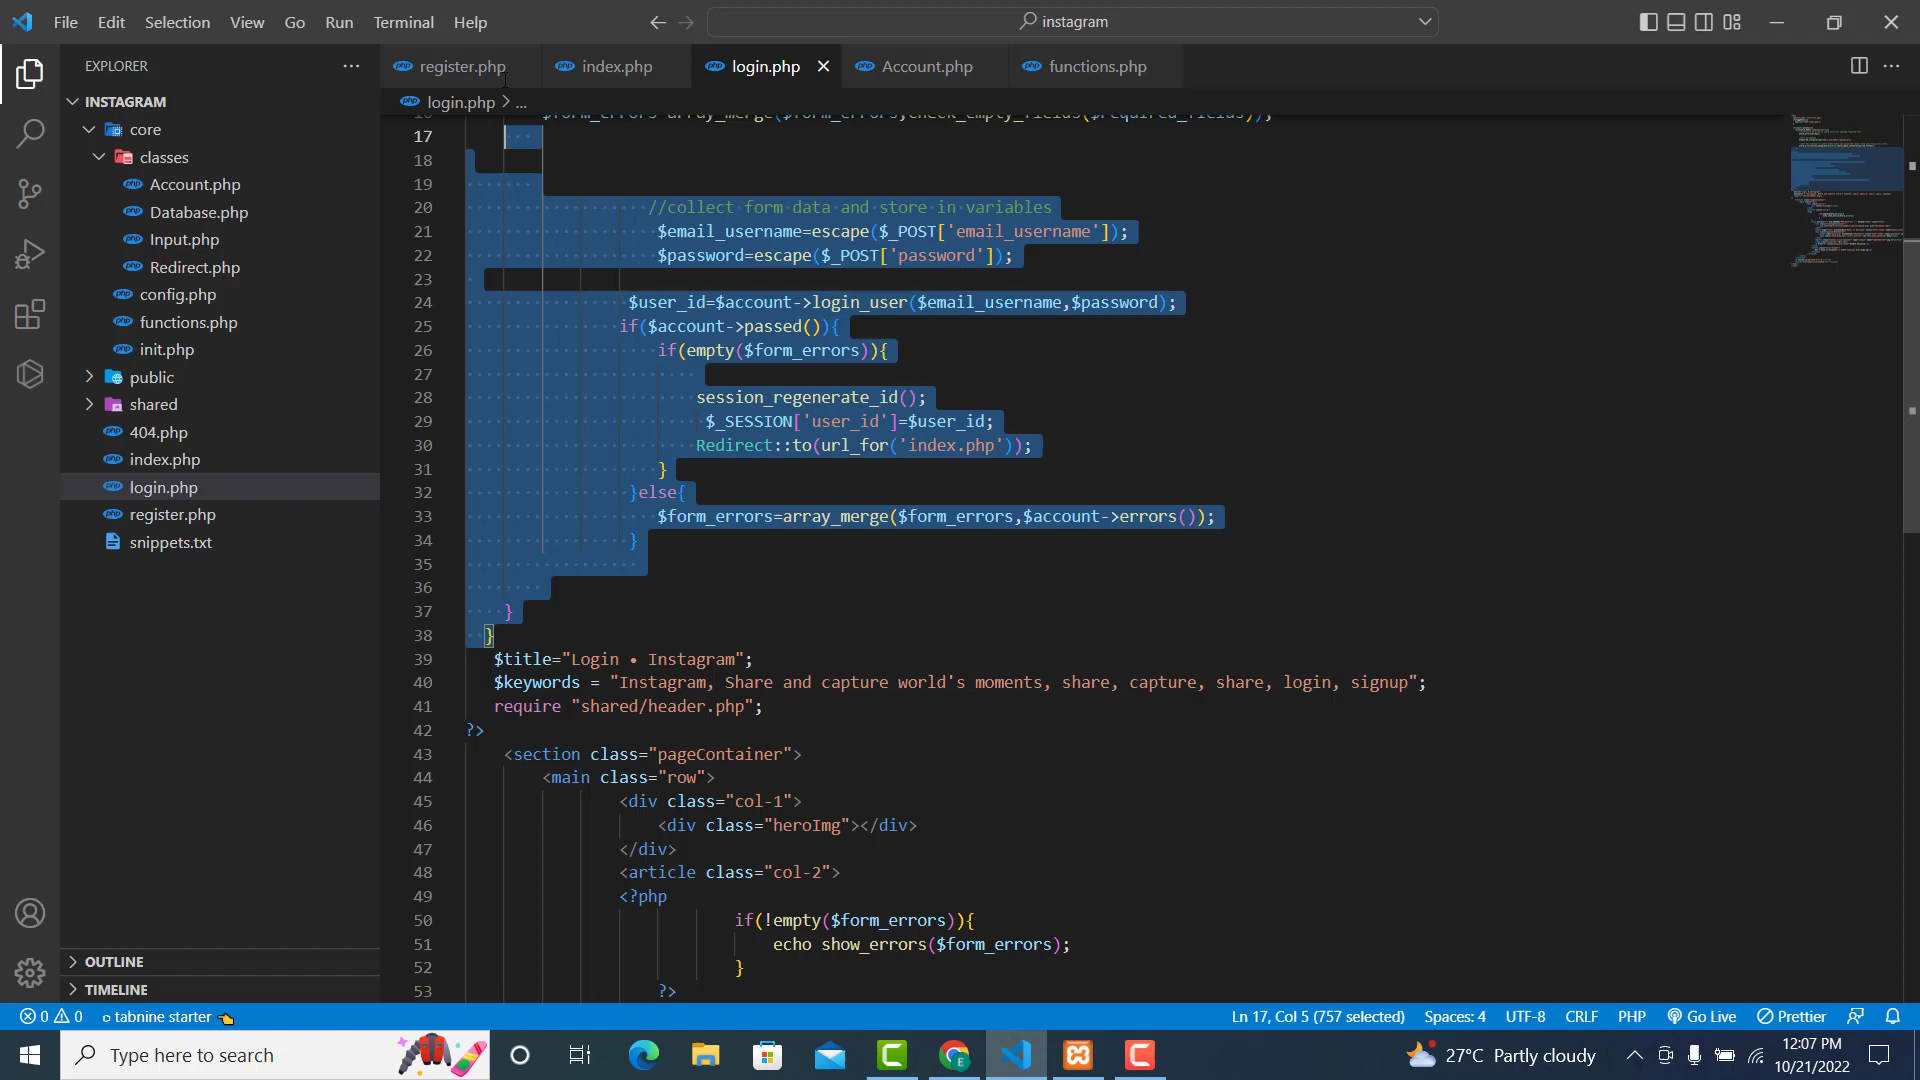 File Edit Selection View Go Run Terminal Help
instagram
EXPLORER
register.php
index.php
login.php
Account.php
functions.php
login.php > ...
INSTAGRAM
core
classes
Account.php
Database.php
Input.php
Redirect.php
config.php
functions.php
init.php
public
shared
404.php
index.php
login.php
register.php
snippets.txt
OUTLINE
TIMELINE
$form_errors=array_merge($form_errors,check_empty_fields($required_fields));
17
18
19
20 //collect form data and store in variables
21 $email_username=escape($_POST['email_username']);
22 $password=escape($_POST['password']);
23
24 $user_id=$account->login_user($email_username,$password);
25 if($account->passed()){
26 if(empty($form_errors)){
27
28 session_regenerate_id();
29 $_SESSION['user_id']=$user_id;
30 Redirect::to(url_for('index.php'));
31 }
32 }else{
33 $form_errors=array_merge($form_errors,$account->errors());
34 }
35
36
37 }
38 }
39 $title="Login • Instagram";
40 $keywords = "Instagram, Share and capture world's moments, share, capture, share, login, signup";
41 require "shared/header.php";
42 ?>
43 <section class="pageContainer">
44 <main class="row">
45 <div class="col-1">
46 <div class="heroImg"></div>
47 </div>
48 <article class="col-2">
49 <?php
50 if(!empty($form_errors)){
51 echo show_errors($form_errors);
52 }
53 ?>
0 0 tabnine starter
Ln 17, Col 5 (757 selected) Spaces: 4 UTF-8 CRLF PHP Go Live Prettier
Type here to search
27°C Partly cloudy
12:07 PM
10/21/2022